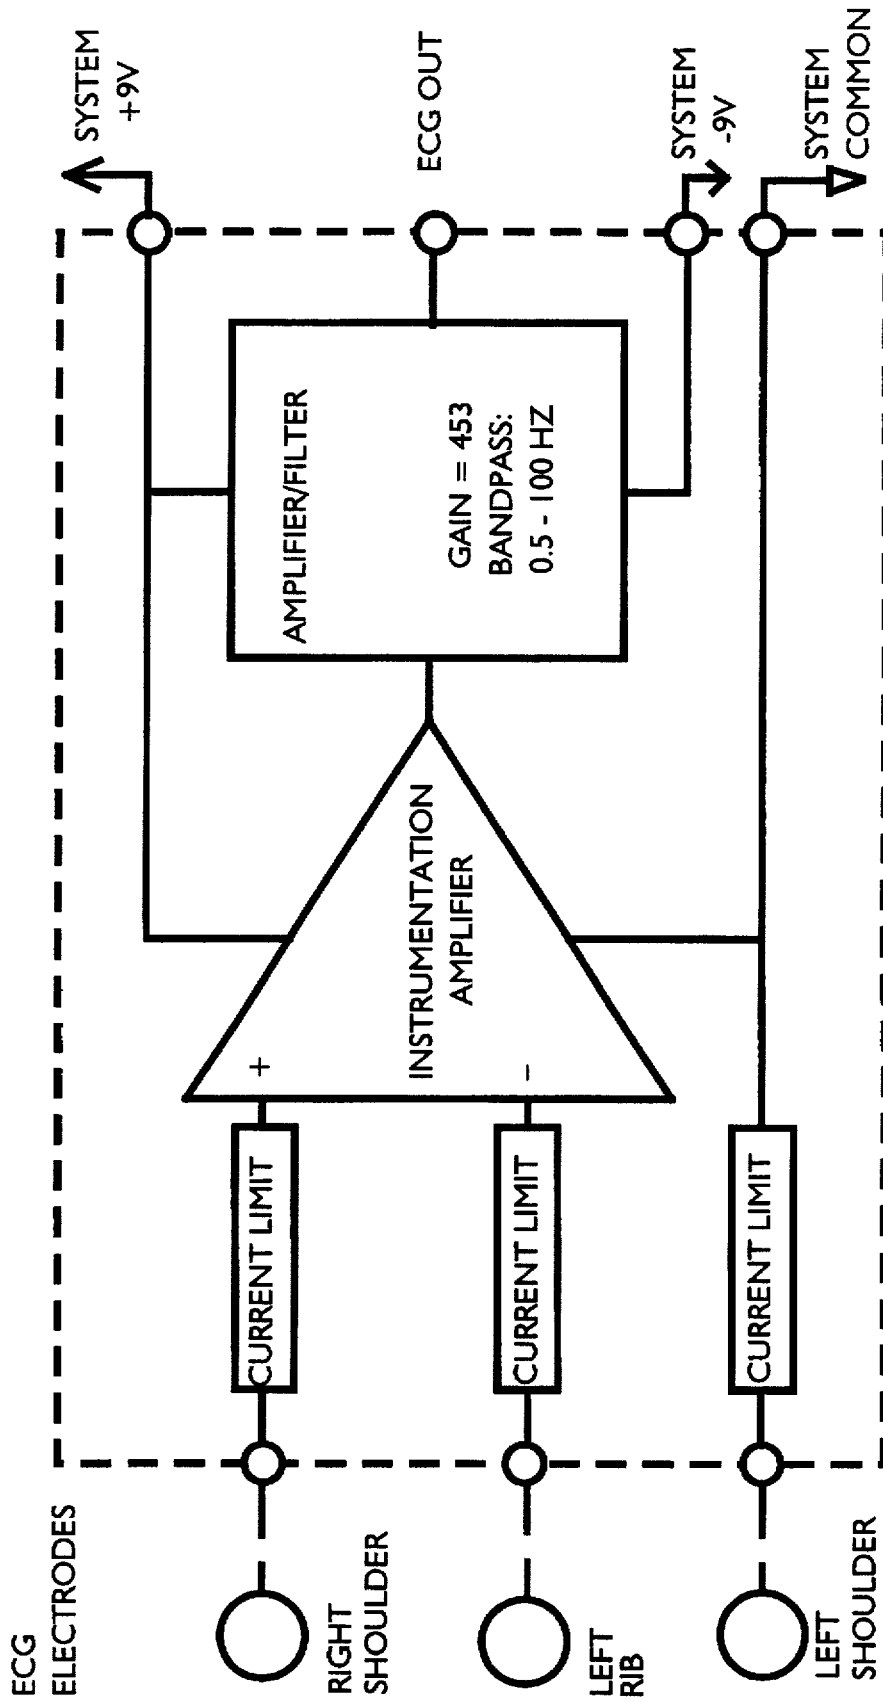 ECG
ELECTRODES
RIGHT
SHOULDER
LEFT
RIB
LEFT
SHOULDER
CURRENT LIMIT
CURRENT LIMIT
CURRENT LIMIT
+
-
INSTRUMENTATION
AMPLIFIER
AMPLIFIER/FILTER
GAIN = 453
BANDPASS:
0.5 - 100 HZ
SYSTEM
+9V
ECG OUT
SYSTEM
-9V
SYSTEM
COMMON